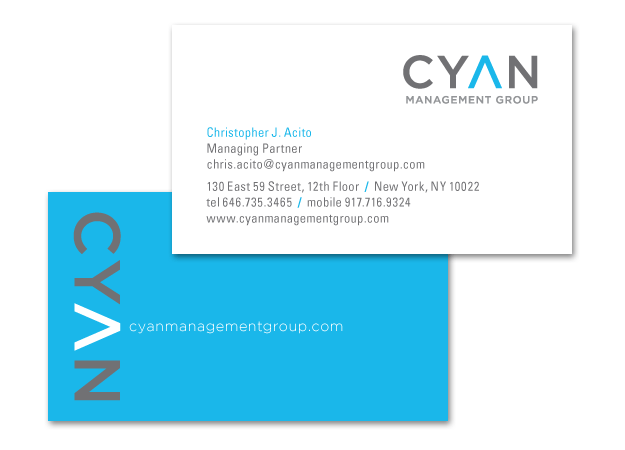 CYAN
MANAGEMENT GROUP
Christopher J. Acito
Managing Partner
chris.acito@cyanmanagementgroup.com
130 East 59 Street, 12th Floor / New York, NY 10022
tel 646.735.3465 / mobile 917.716.9324
www.cyanmanagementgroup.com
CYAN
cyanmanagementgroup.com